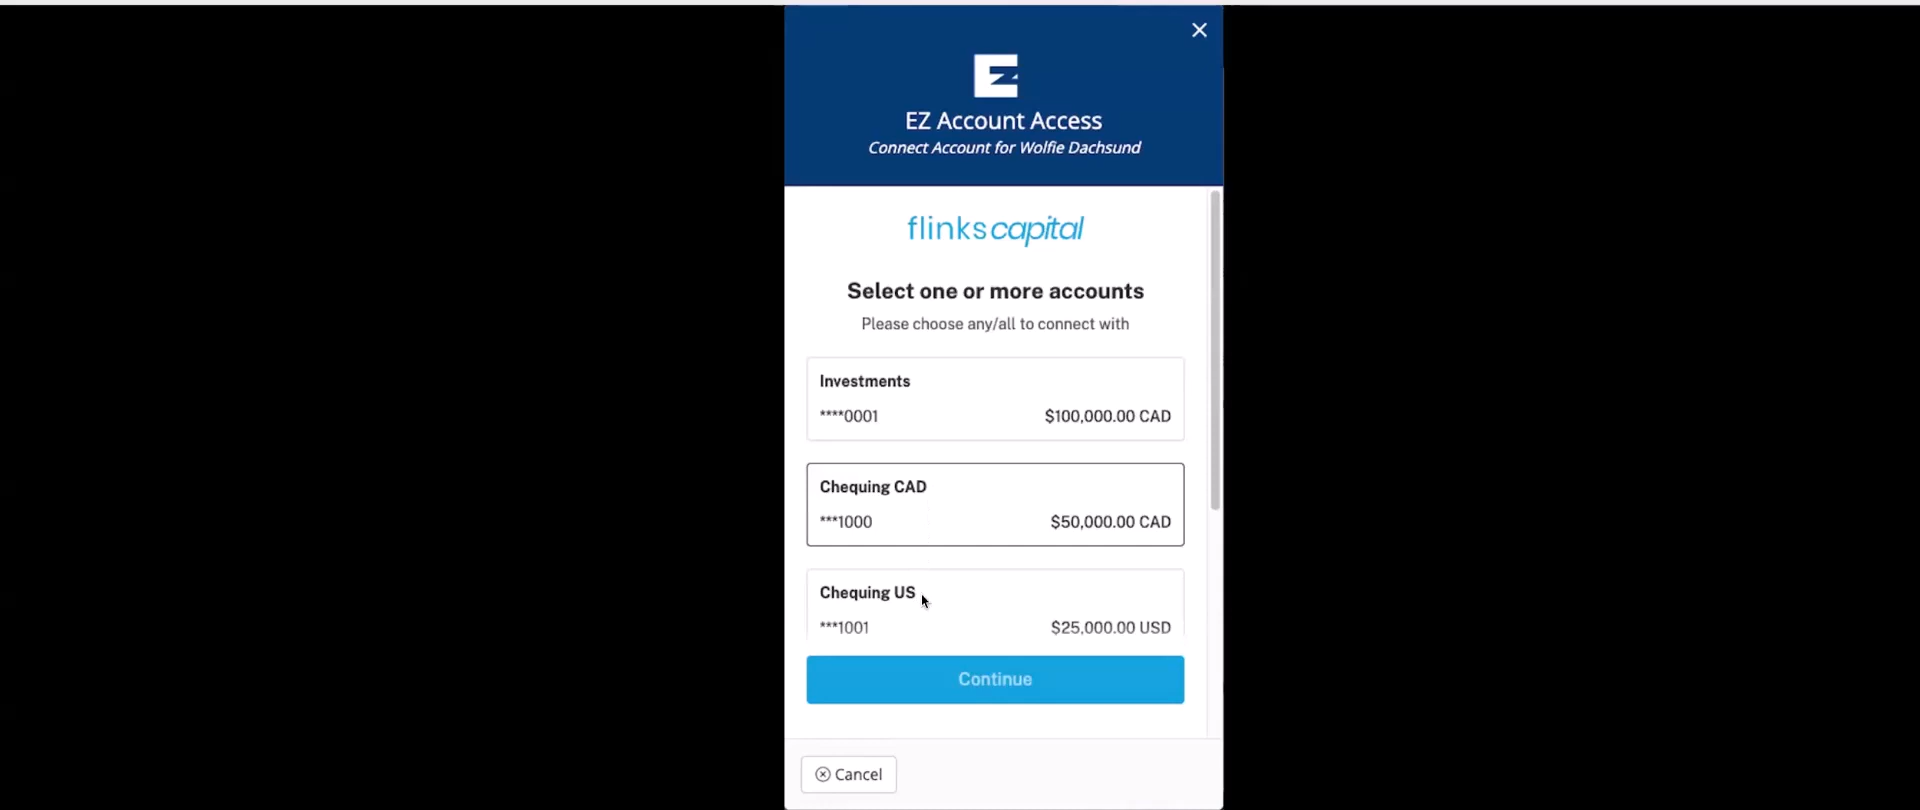 EZ
EZ Account Access
Connect Account for Wolfie Dachsund
flinks capital
Select one or more accounts
Please choose any/all to connect with
Investments
****0001 $100,000.00 CAD
Chequing CAD
***1000 $50,000.00 CAD
Chequing US
***1001 $25,000.00 USD
Continue
Cancel